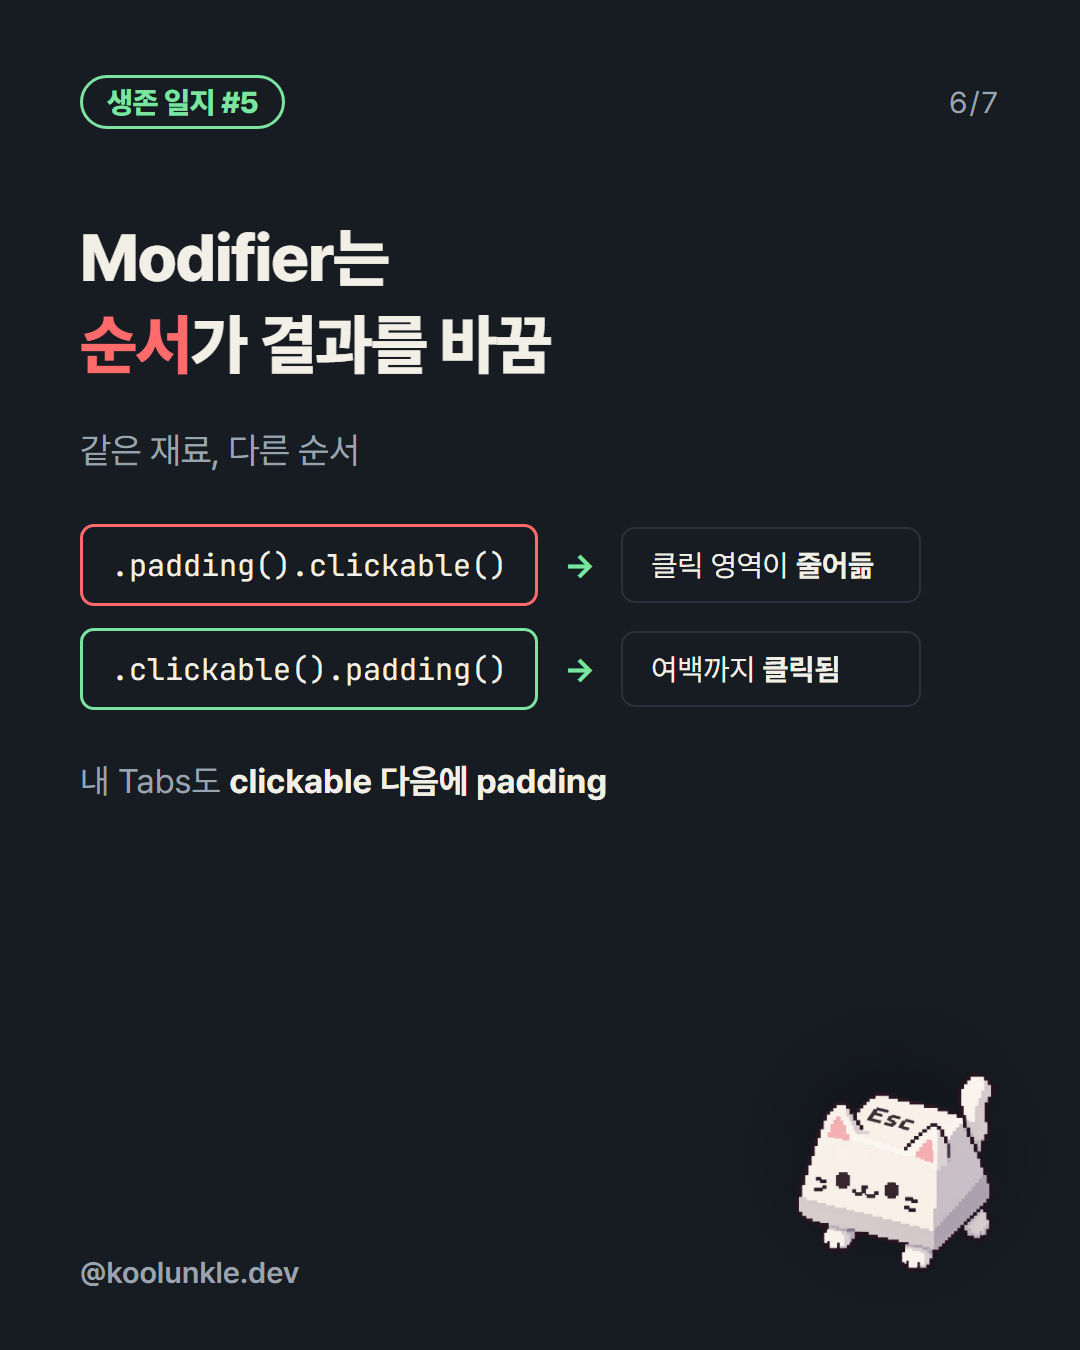 생존 일지 #5
6/7
Modifier는
순서가 결과를 바꿈
같은 재료, 다른 순서
.padding().clickable() → 클릭 영역이 줄어듦
.clickable().padding() → 여백까지 클릭됨
내 Tabs도 clickable 다음에 padding
Esc
@koolunkle.dev